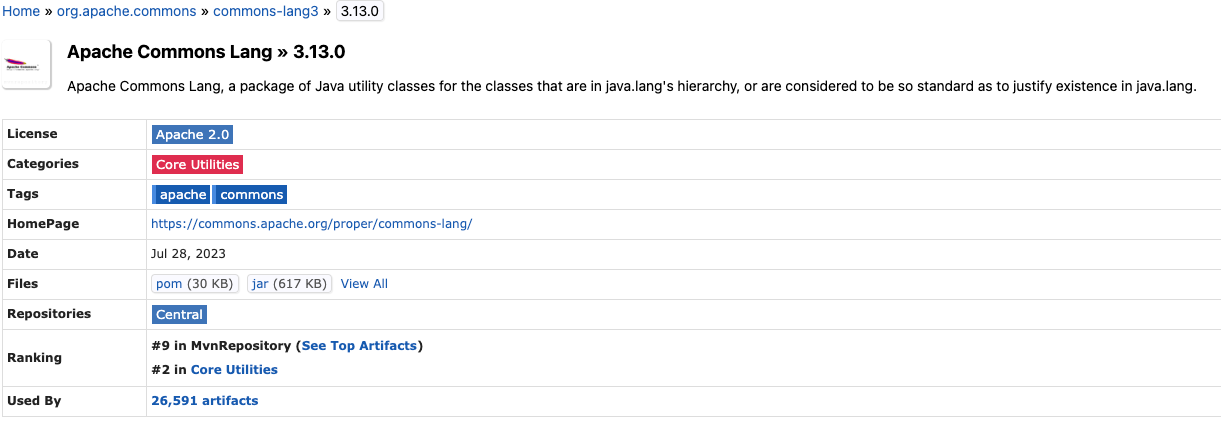 Home » org.apache.commons » commons-lang3 » 3.13.0
Apache Commons Lang » 3.13.0
Apache Commons Lang, a package of Java utility classes for the classes that are in java.lang's hierarchy, or are considered to be so standard as to justify existence in java.lang.
License Apache 2.0
Categories Core Utilities
Tags apache commons
HomePage https://commons.apache.org/proper/commons-lang/
Date Jul 28, 2023
Files pom (30 KB) jar (617 KB) View All
Repositories Central
Ranking #9 in MvnRepository (See Top Artifacts)
#2 in Core Utilities
Used By 26,591 artifacts